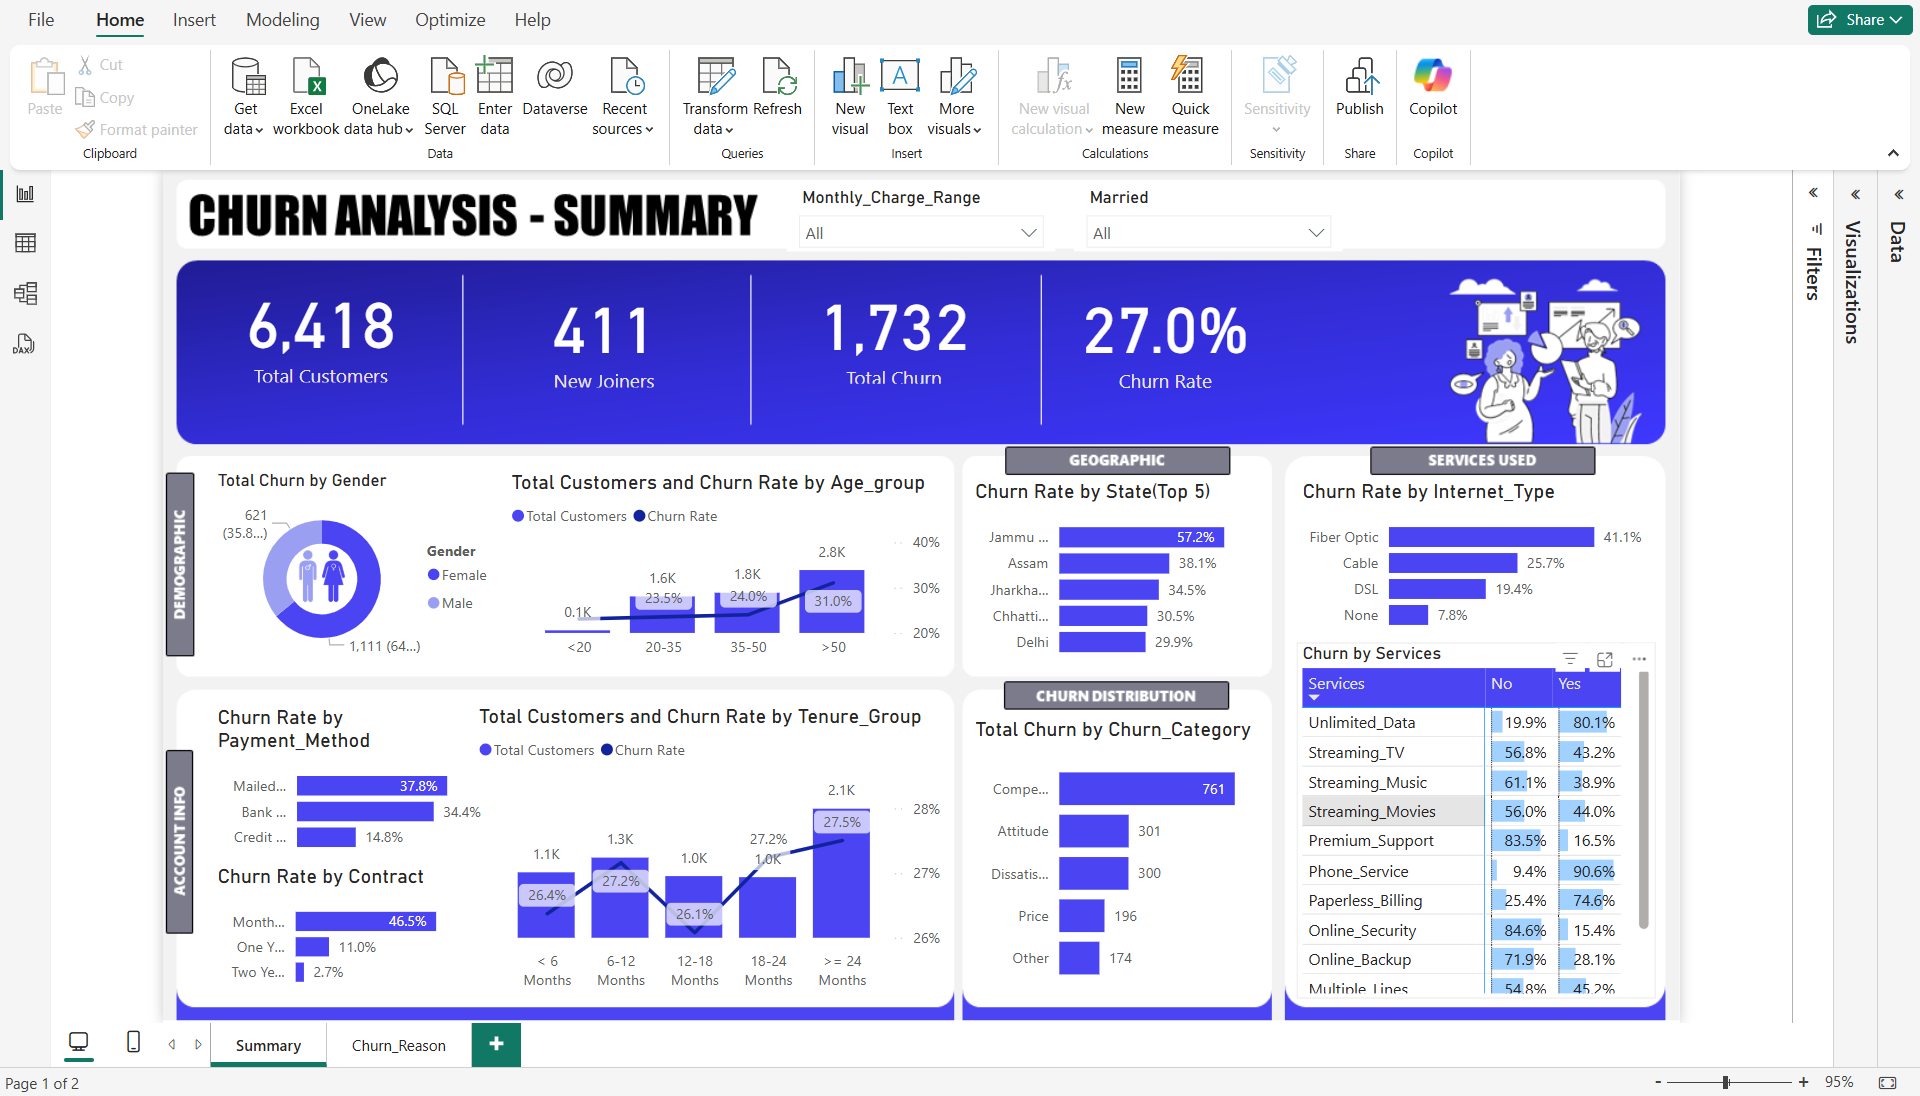 File Home Insert Modeling View Optimize Help
Share
Paste
Cut
Copy
Format painter
Clipboard
Get data
Excel workbook
OneLake data hub
SQL Server
Enter data
Dataverse
Recent sources
Data
Transform data
Refresh
Queries
New visual
Text box
More visuals
Insert
New visual calculation
New measure
Quick measure
Calculations
Sensitivity
Sensitivity
Publish
Share
Copilot
Copilot
DAX
CHURN ANALYSIS - SUMMARY
Monthly_Charge_Range
All
Married
All
Filters
Visualizations
Data
6,418
Total Customers
411
New Joiners
1,732
Total Churn
27.0%
Churn Rate
DEMOGRAPHIC
Total Churn by Gender
621
(35.8...)
1,111 (64...)
Gender
Female
Male
Total Customers and Churn Rate by Age_group
Total Customers Churn Rate
0.1K 1.6K 1.8K 2.8K
23.5% 24.0% 31.0%
40%
30%
20%
<20 20-35 35-50 >50
GEOGRAPHIC
Churn Rate by State(Top 5)
Jammu ... 57.2%
Assam 38.1%
Jharkha... 34.5%
Chhatti... 30.5%
Delhi 29.9%
SERVICES USED
Churn Rate by Internet_Type
Fiber Optic 41.1%
Cable 25.7%
DSL 19.4%
None 7.8%
Churn by Services
Services No Yes
Unlimited_Data 19.9% 80.1%
Streaming_TV 56.8% 43.2%
Streaming_Music 61.1% 38.9%
Streaming_Movies 56.0% 44.0%
Premium_Support 83.5% 16.5%
Phone_Service 9.4% 90.6%
Paperless_Billing 25.4% 74.6%
Online_Security 84.6% 15.4%
Online_Backup 71.9% 28.1%
Multiple_Lines 54.8% 45.2%
ACCOUNT INFO
Churn Rate by
Payment_Method
Mailed... 37.8%
Bank ... 34.4%
Credit ... 14.8%
Churn Rate by Contract
Month... 46.5%
One Y... 11.0%
Two Ye... 2.7%
Total Customers and Churn Rate by Tenure_Group
Total Customers Churn Rate
1.1K 1.3K 1.0K 1.0K 2.1K
26.4% 27.2% 26.1% 27.2% 27.5%
28%
27%
26%
< 6 Months
6-12 Months
12-18 Months
18-24 Months
>= 24 Months
CHURN DISTRIBUTION
Total Churn by Churn_Category
Compe... 761
Attitude 301
Dissatis... 300
Price 196
Other 174
Summary
Churn_Reason
+
Page 1 of 2
- + 95%